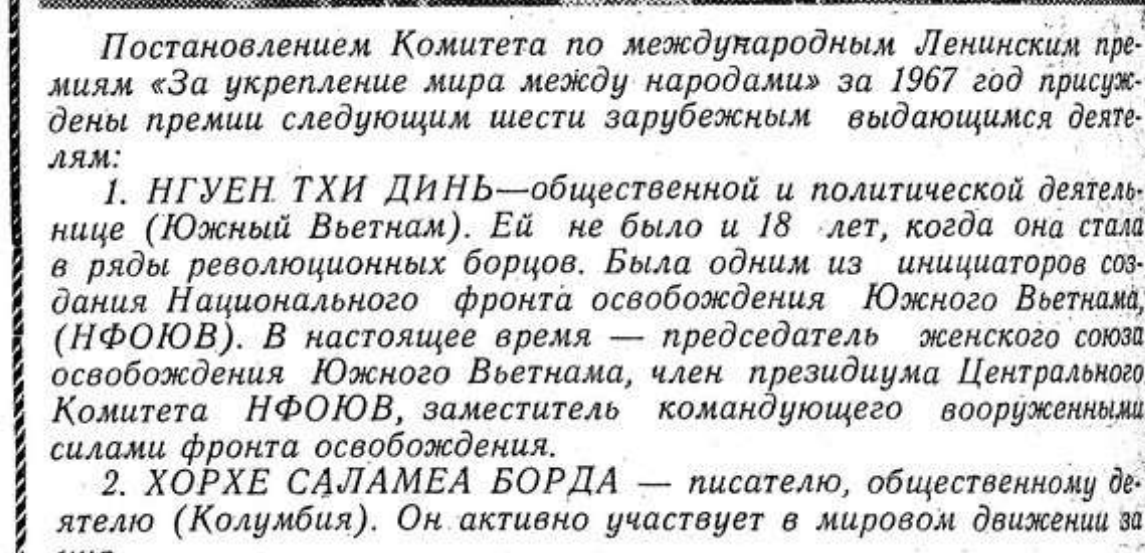 Постановлением Комитета по международным Ленинским пре-
миям «За укрепление мира между народами» за 1967 год присуж-
дены премии следующим шести зарубежным выдающимся деяте-
лям:
1. НГУЕН ТХИ ДИНЬ—общественной и политической деятель-
нице (Южный Вьетнам). Ей не было и 18 лет, когда она стала
в ряды революционных борцов. Была одним из инициаторов соз-
дания Национального фронта освобождения Южного Вьетнама,
(НФОЮВ). В настоящее время — председатель женского союза
освобождения Южного Вьетнама, член президиума Центрального
Комитета НФОЮВ, заместитель командующего вооруженными
силами фронта освобождения.
2. ХОРХЕ САЛАМЕА БОРДА — писателю, общественному де-
ятелю (Колумбия). Он активно участвует в мировом движении за